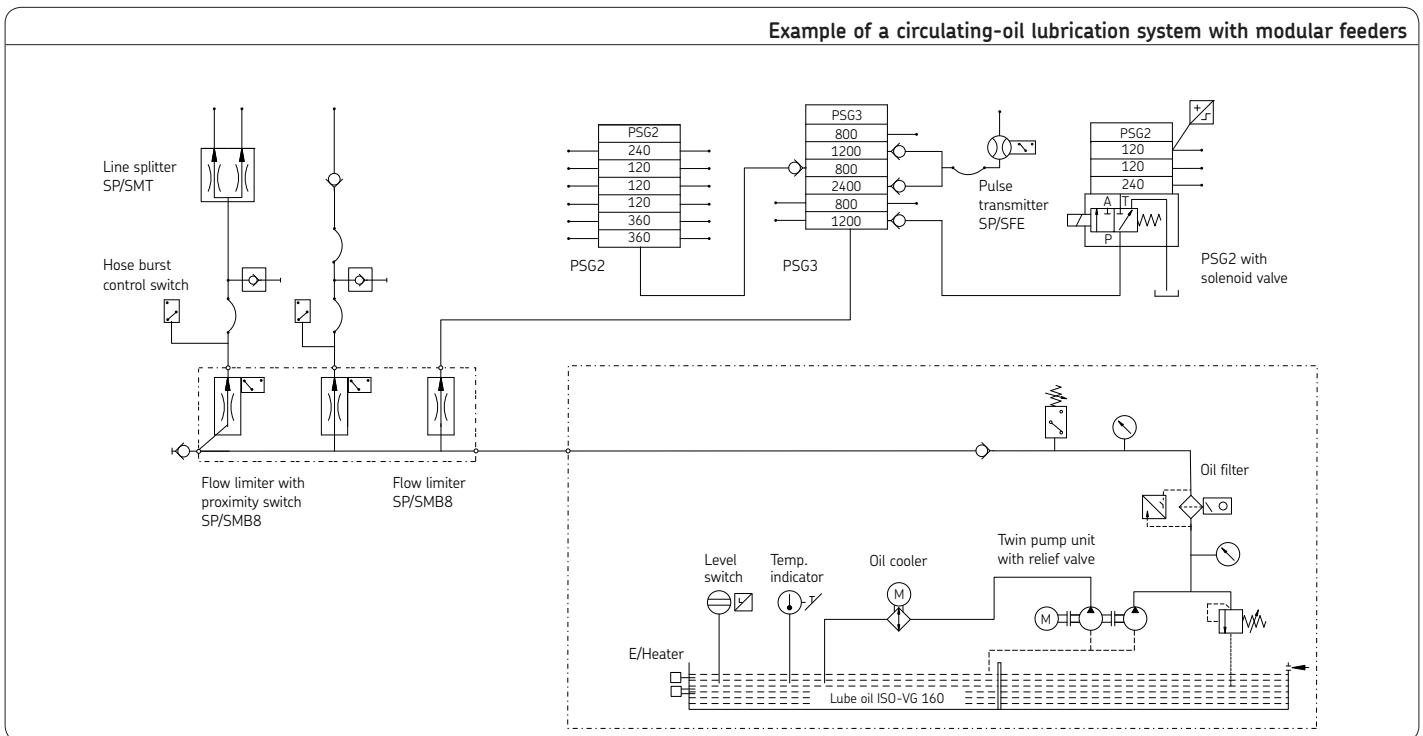 Example of a circulating-oil lubrication system with modular feeders
Line splitter
SP/SMT
Hose burst
control switch
PSG2
240
120
120
120
360
360
PSG2
PSG3
800
1200
800
2400
800
1200
PSG3
Pulse
transmitter
SP/SFE
PSG2
120
120
240
A
T
P
PSG2 with
solenoid valve
Flow limiter with
proximity switch
SP/SMB8
Flow limiter
SP/SMB8
Oil filter
Twin pump unit
with relief valve
Level
switch
Temp.
indicator
Oil cooler
L
T
M
M
E/Heater
Lube oil ISO-VG 160